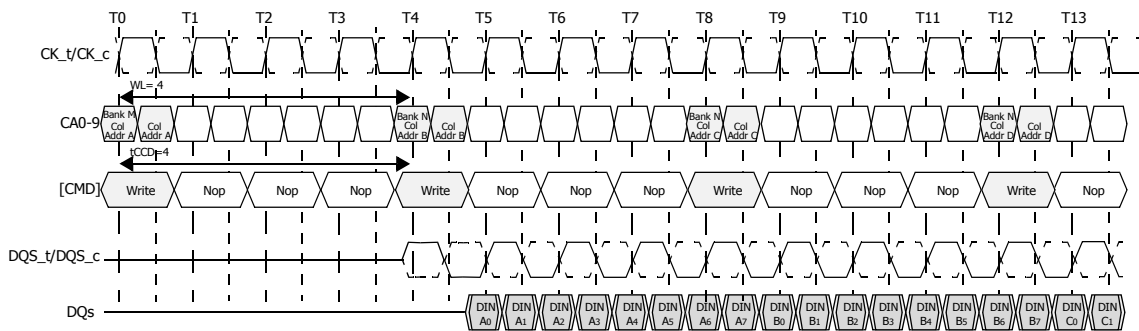 T0 T1 T2 T3 T4 T5 T6 T7 T8 T9 T10 T11 T12 T13
CK_t/CK_c
WL= 4
CA0-9
Bank M Col Addr A
Col Addr A
Bank N Col Addr B
Col Addr B
Bank N Col Addr C
Col Addr C
Bank N Col Addr D
Col Addr D
tCCD=4
[CMD] Write Nop Nop Nop Write Nop Nop Nop Write Nop Nop Nop Write Nop
DQS_t/DQS_c
DQs
DIN A0
DIN A1
DIN A2
DIN A3
DIN A4
DIN A5
DIN A6
DIN A7
DIN B0
DIN B1
DIN B2
DIN B3
DIN B4
DIN B5
DIN B6
DIN B7
DIN C0
DIN C1